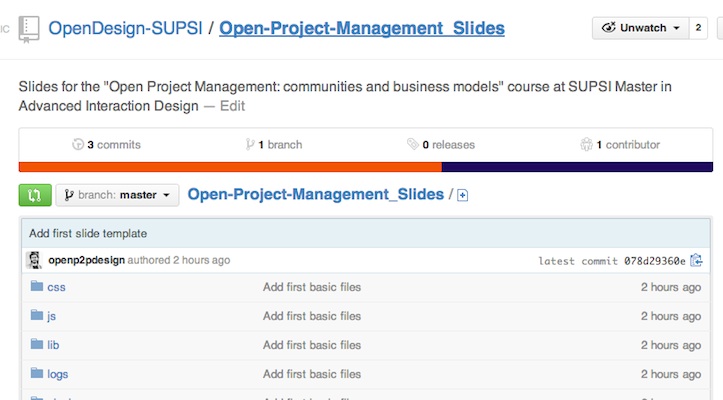 IC OpenDesign-SUPSI / Open-Project-Management_Slides Unwatch 2
Slides for the "Open Project Management: communities and business models" course at SUPSI Master in
Advanced Interaction Design — Edit
3 commits 1 branch 0 releases 1 contributor
branch: master Open-Project-Management_Slides /
Add first slide template
openp2pdesign authored 2 hours ago latest commit 078d29360e
css Add first basic files 2 hours ago
js Add first basic files 2 hours ago
lib Add first basic files 2 hours ago
logs Add first basic files 2 hours ago